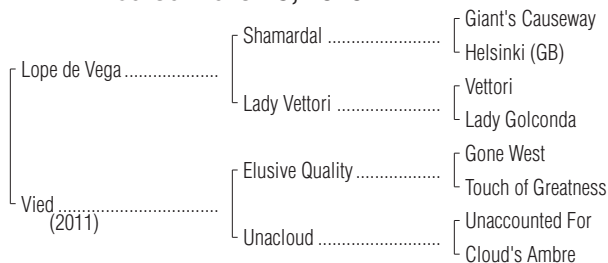 Giant's Causeway
Shamardal ........................
Helsinki (GB)
Lope de Vega ....................
Vettori
Lady Vettori ......................
Lady Golconda
Gone West
Elusive Quality ...................
Touch of Greatness
Vied ..................................
(2011)
Unaccounted For
Unacloud ..........................
Cloud's Ambre